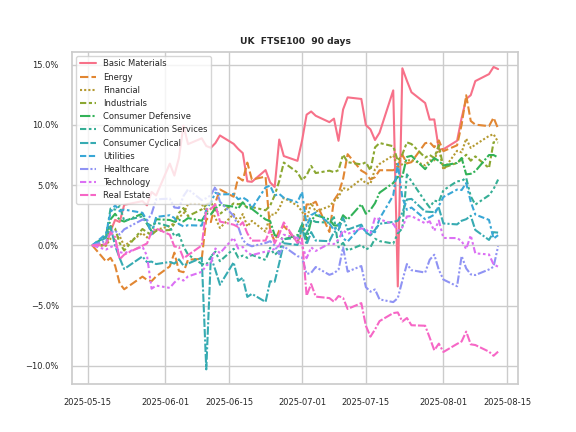 UK  FTSE100  90 days
15.0%
10.0%
5.0%
0.0%
−5.0%
−10.0%
Basic Materials
Energy
Financial
Industrials
Consumer Defensive
Communication Services
Consumer Cyclical
Utilities
Healthcare
Technology
Real Estate
2025-05-15
2025-06-01
2025-06-15
2025-07-01
2025-07-15
2025-08-01
2025-08-15